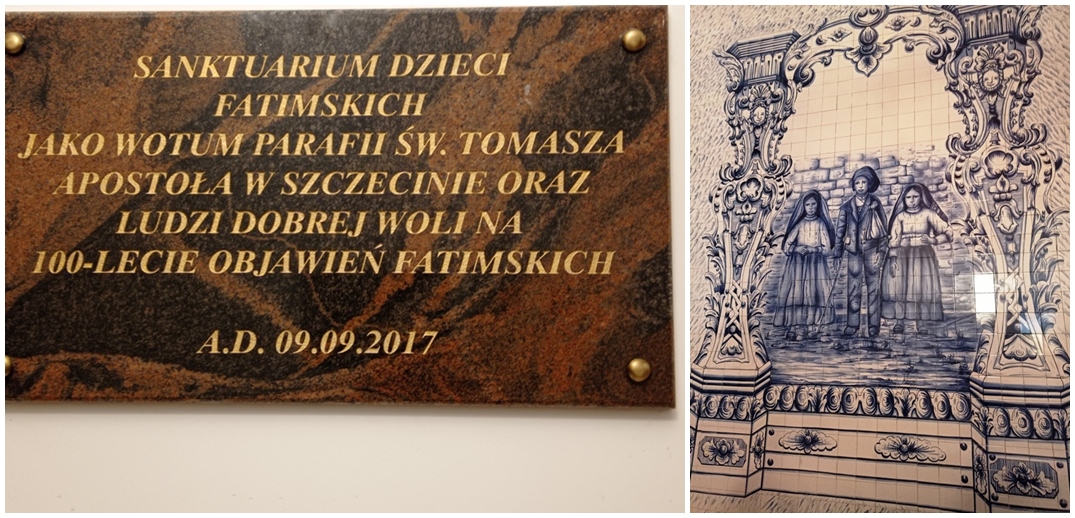 SANKTUARIUM DZIECI
FATIMSKICH
JAKO WOTUM PARAFII ŚW. TOMASZA
APOSTOŁA W SZCZECINIE ORAZ
LUDZI DOBREJ WOLI NA
100-LECIE OBJAWIEŃ FATIMSKICH
A.D. 09.09.2017